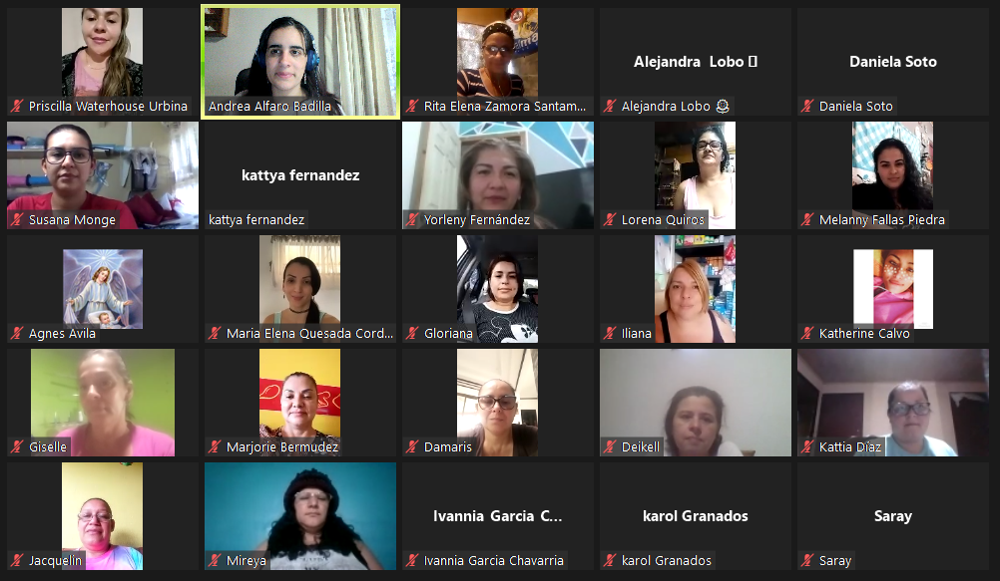 Priscilla Waterhouse Urbina
Andrea Alfaro Badilla
Rita Elena Zamora Santam...
Alejandra Lobo
Alejandra Lobo
Daniela Soto
Daniela Soto
Susana Monge
kattya fernandez
kattya fernandez
Yorleny Fernández
Lorena Quiros
Melanny Fallas Piedra
Agnes Avila
Maria Elena Quesada Cord...
Gloriana
Iliana
Katherine Calvo
Giselle
Marjorie Bermudez
Damaris
Deikell
Kattia Díaz
Jacquelin
Mireya
Ivannia Garcia C...
Ivannia Garcia Chavarria
karol Granados
karol Granados
Saray
Saray